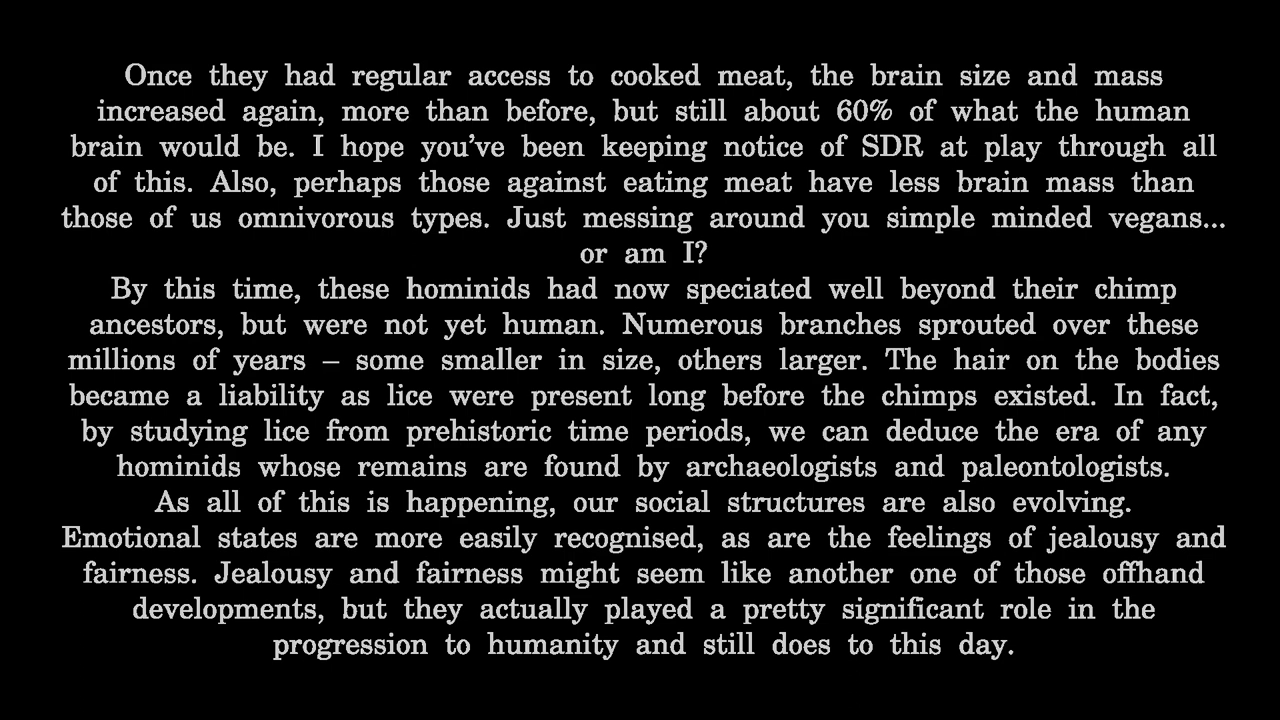 Once they had regular access to cooked meat, the brain size and mass
increased again, more than before, but still about 60% of what the human
brain would be. I hope you've been keeping notice of SDR at play through all
of this. Also, perhaps those against eating meat have less brain mass than
those of us omnivorous types. Just messing around you simple minded vegans...
or am I?
By this time, these hominids had now speciated well beyond their chimp
ancestors, but were not yet human. Numerous branches sprouted over these
millions of years – some smaller in size, others larger. The hair on the bodies
became a liability as lice were present long before the chimps existed. In fact,
by studying lice from prehistoric time periods, we can deduce the era of any
hominids whose remains are found by archaeologists and paleontologists.
As all of this is happening, our social structures are also evolving.
Emotional states are more easily recognised, as are the feelings of jealousy and
fairness. Jealousy and fairness might seem like another one of those offhand
developments, but they actually played a pretty significant role in the
progression to humanity and still does to this day.